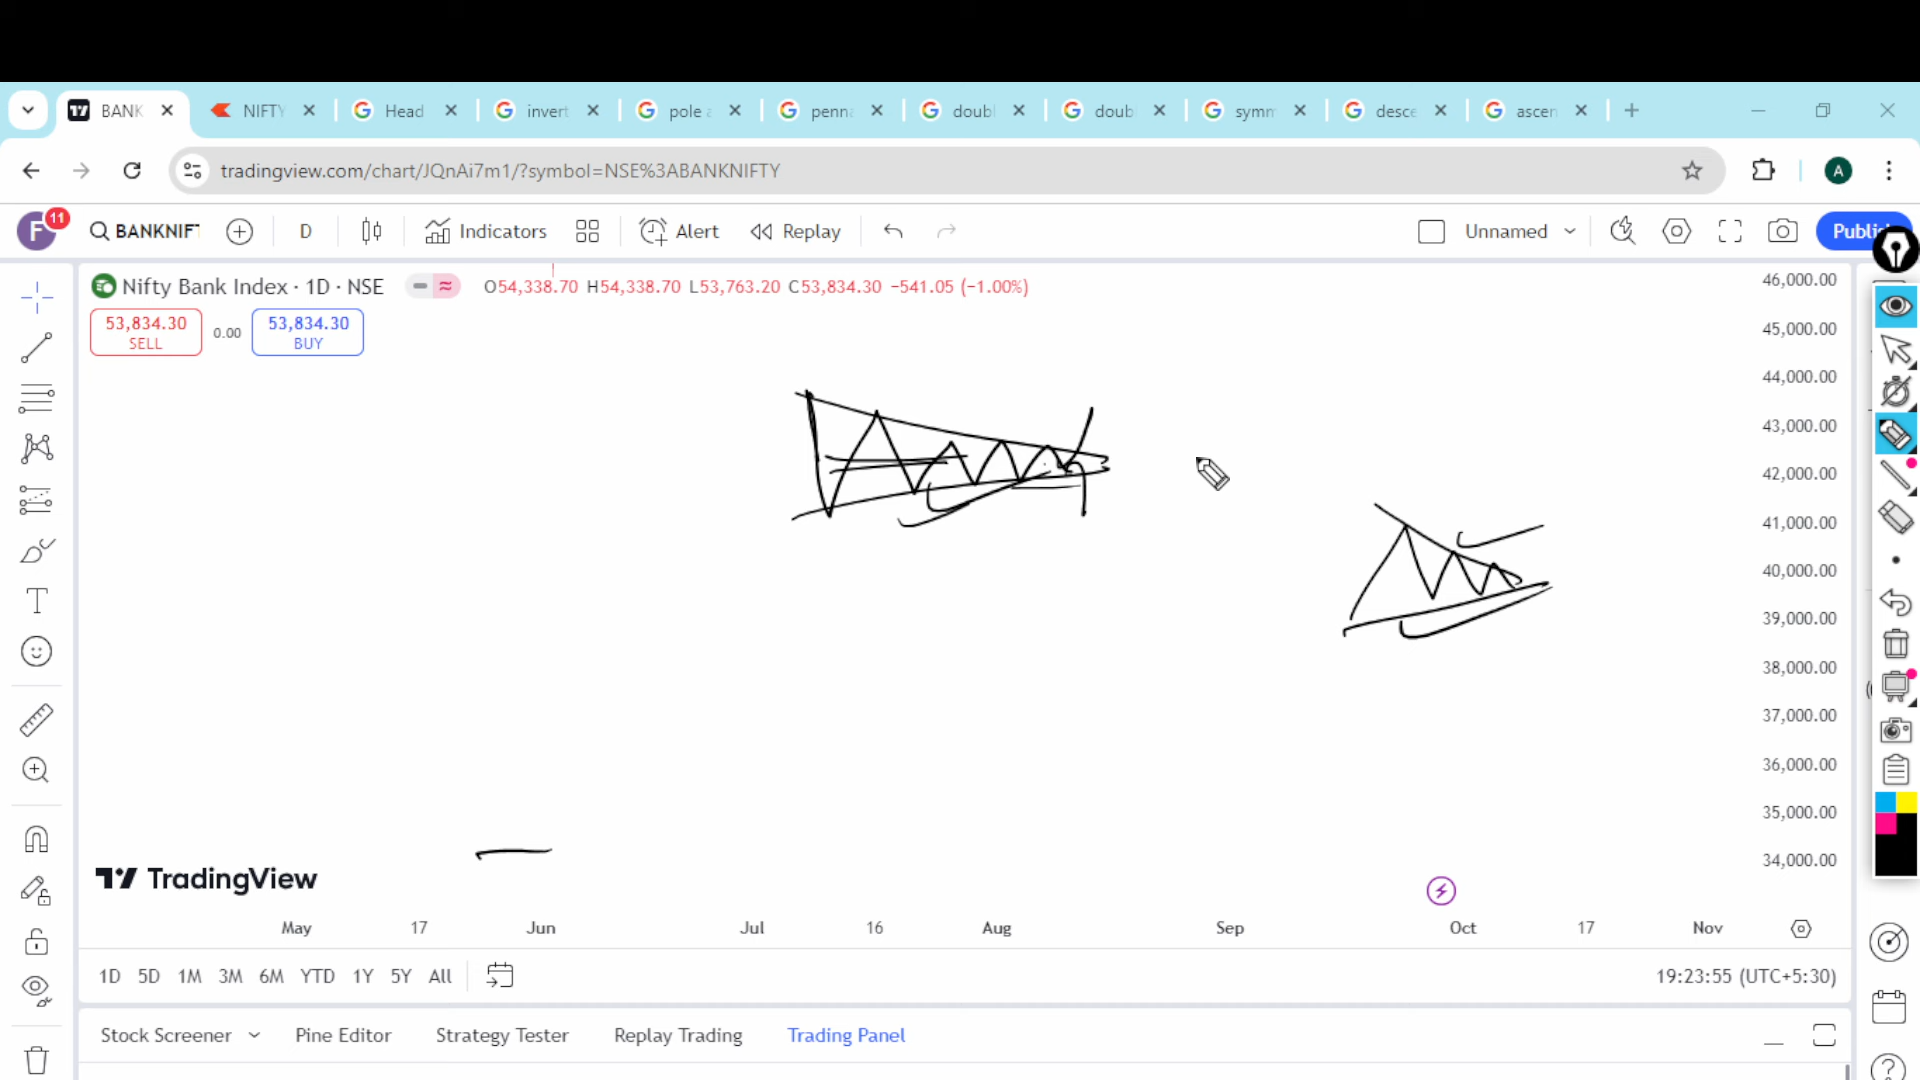 BANK
NIFTY
Head
invert
pole a
penna
doubl
doub
symm
desce
ascen
tradingview.com/chart/JQnAi7m1/?symbol=NSE%3ABANKNIFTY
A
F
11
BANKNIFT
D
Indicators
Alert
Replay
Unnamed
Publi
Nifty Bank Index · 1D · NSE
O54,338.70 H54,338.70 L53,763.20 C53,834.30 −541.05 (−1.00%)
53,834.30
SELL
0.00
53,834.30
BUY
46,000.00
45,000.00
44,000.00
43,000.00
42,000.00
41,000.00
40,000.00
39,000.00
38,000.00
37,000.00
36,000.00
35,000.00
34,000.00
TradingView
May 17 Jun Jul 16 Aug Sep Oct 17 Nov
1D 5D 1M 3M 6M YTD 1Y 5Y All
19:23:55 (UTC+5:30)
Stock Screener Pine Editor Strategy Tester Replay Trading Trading Panel